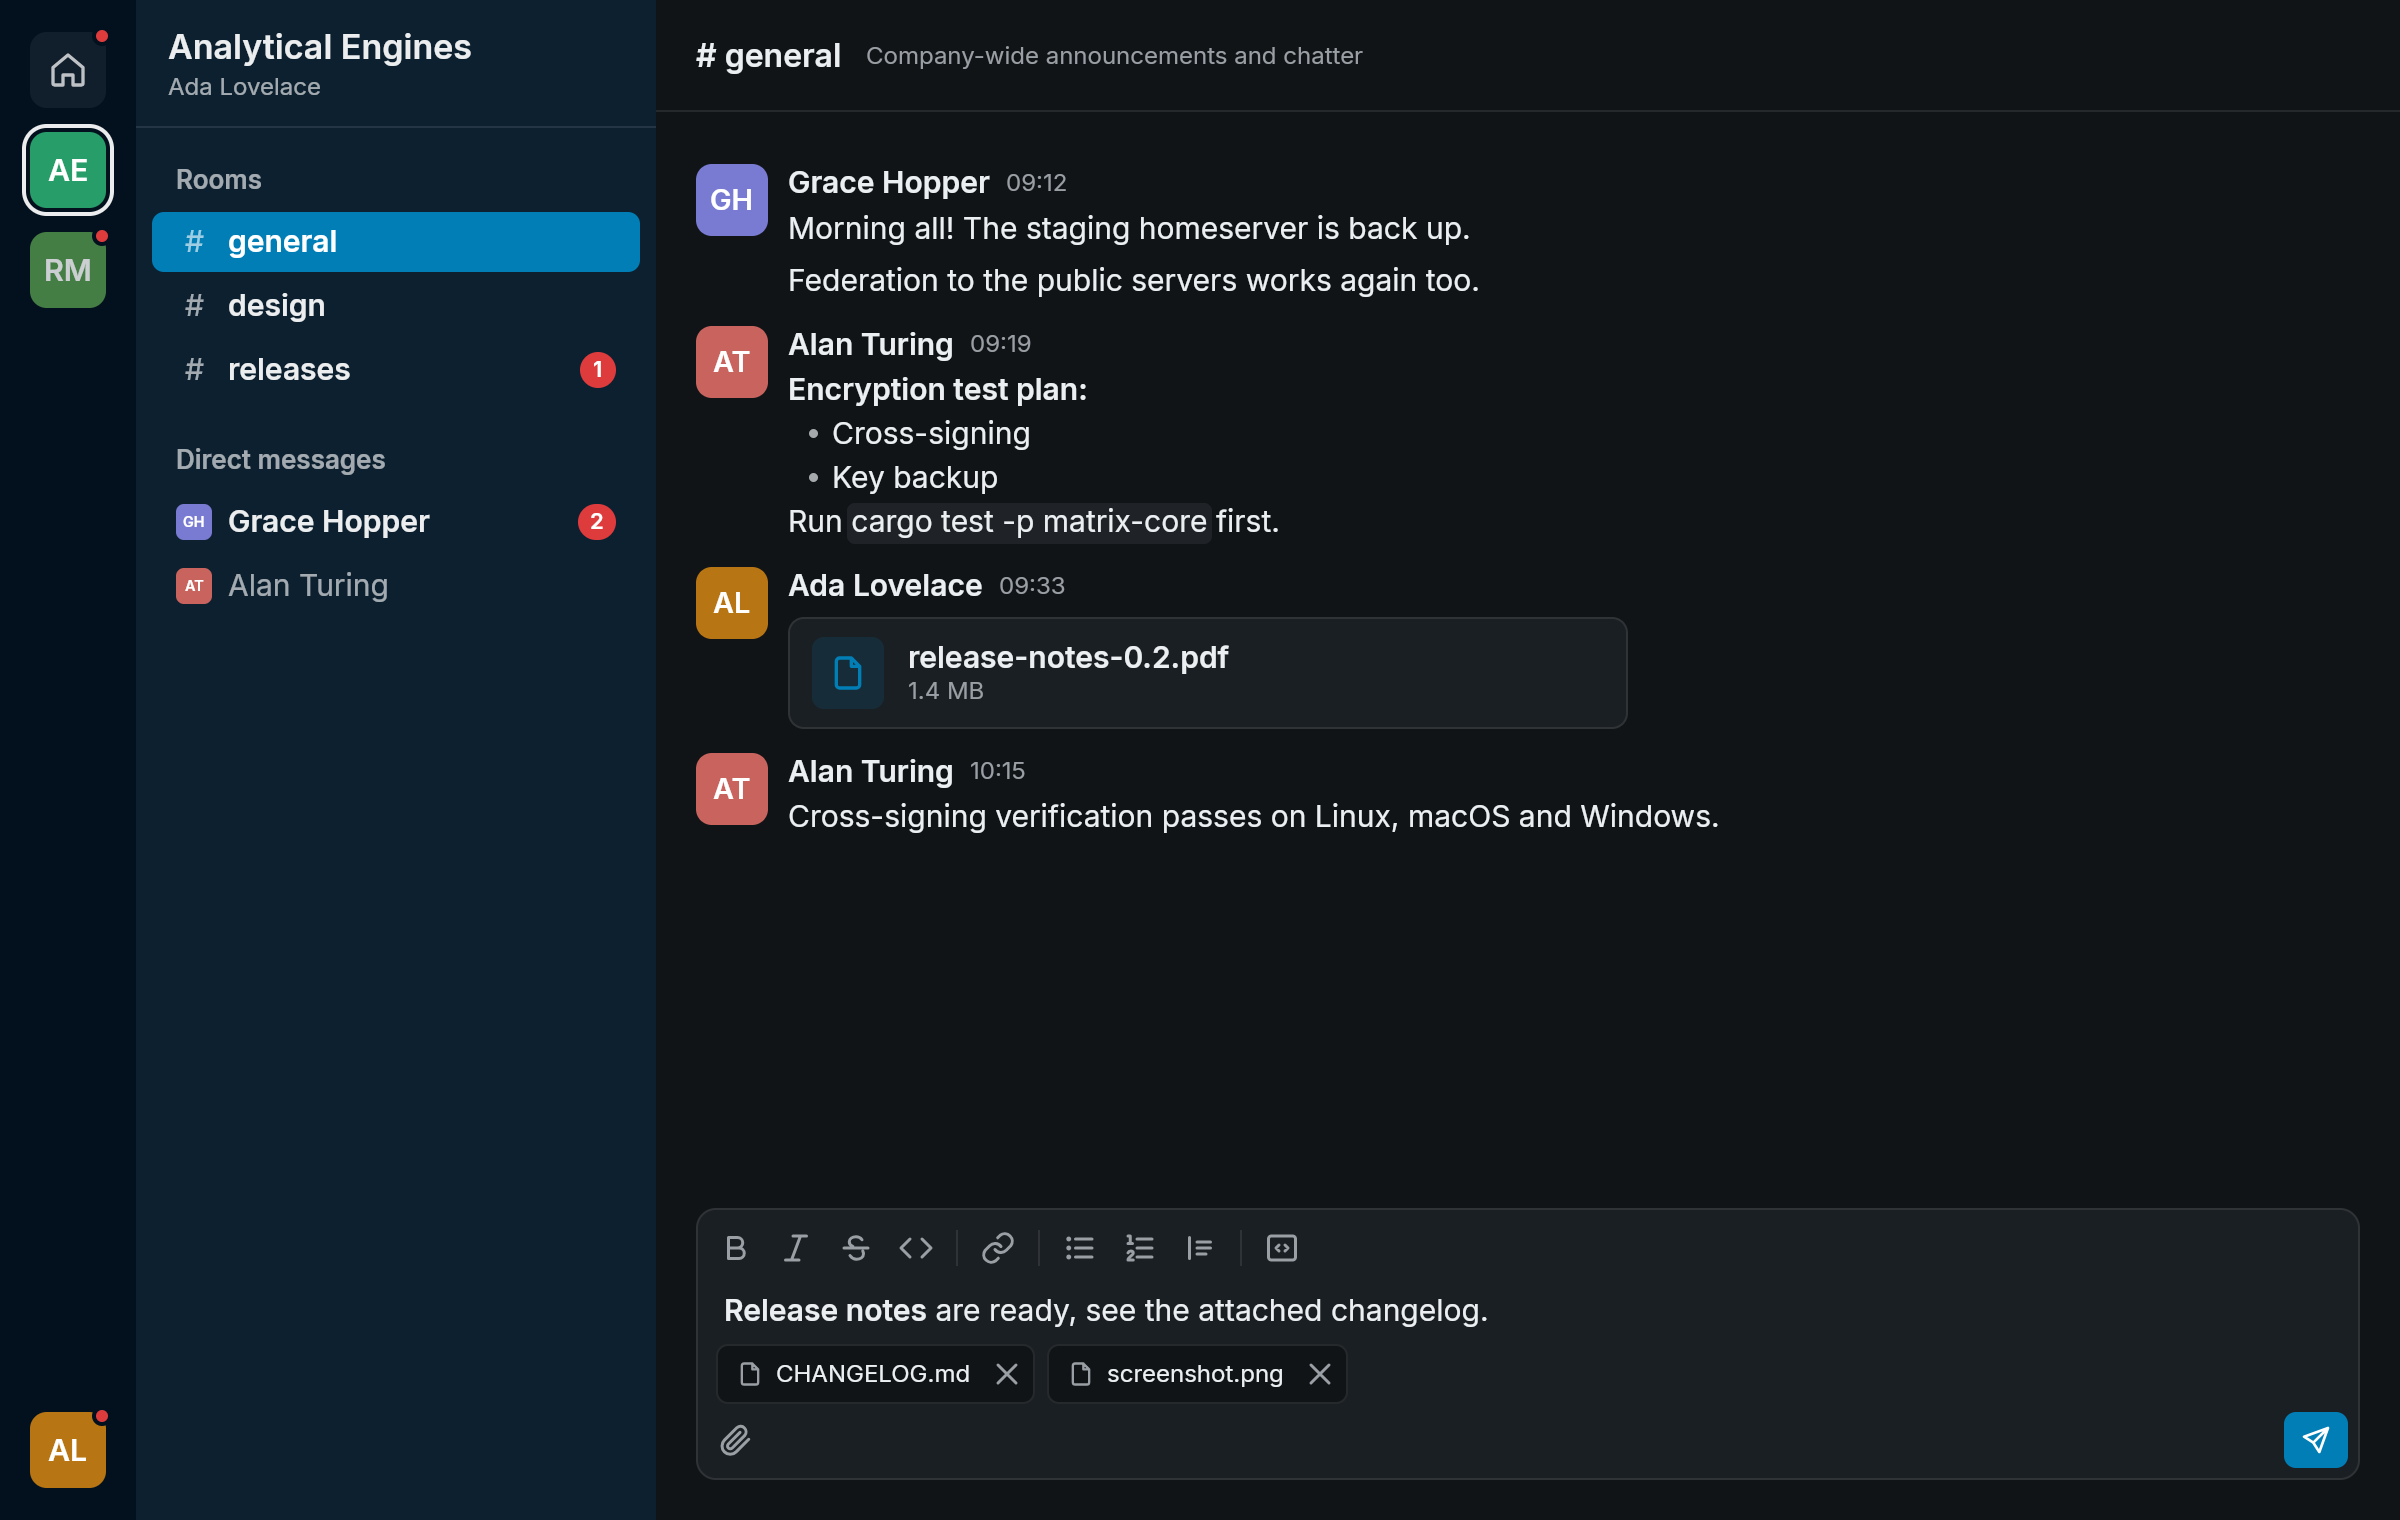 AE
RM
AL
Analytical Engines
Ada Lovelace
Rooms
# general
# design
# releases 1
Direct messages
GH Grace Hopper 2
AT Alan Turing
# general Company-wide announcements and chatter
GH Grace Hopper 09:12
Morning all! The staging homeserver is back up.
Federation to the public servers works again too.
AT Alan Turing 09:19
Encryption test plan:
• Cross-signing
• Key backup
Run cargo test -p matrix-core first.
AL Ada Lovelace 09:33
release-notes-0.2.pdf
1.4 MB
AT Alan Turing 10:15
Cross-signing verification passes on Linux, macOS and Windows.
Release notes are ready, see the attached changelog.
CHANGELOG.md screenshot.png